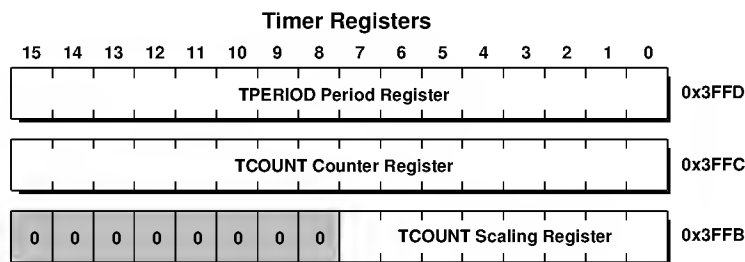 Timer Registers
15 14 13 12 11 10 9 8 7 6 5 4 3 2 1 0
TPERIOD Period Register 0x3FFD
TCOUNT Counter Register 0x3FFC
0 0 0 0 0 0 0 0 TCOUNT Scaling Register 0x3FFB